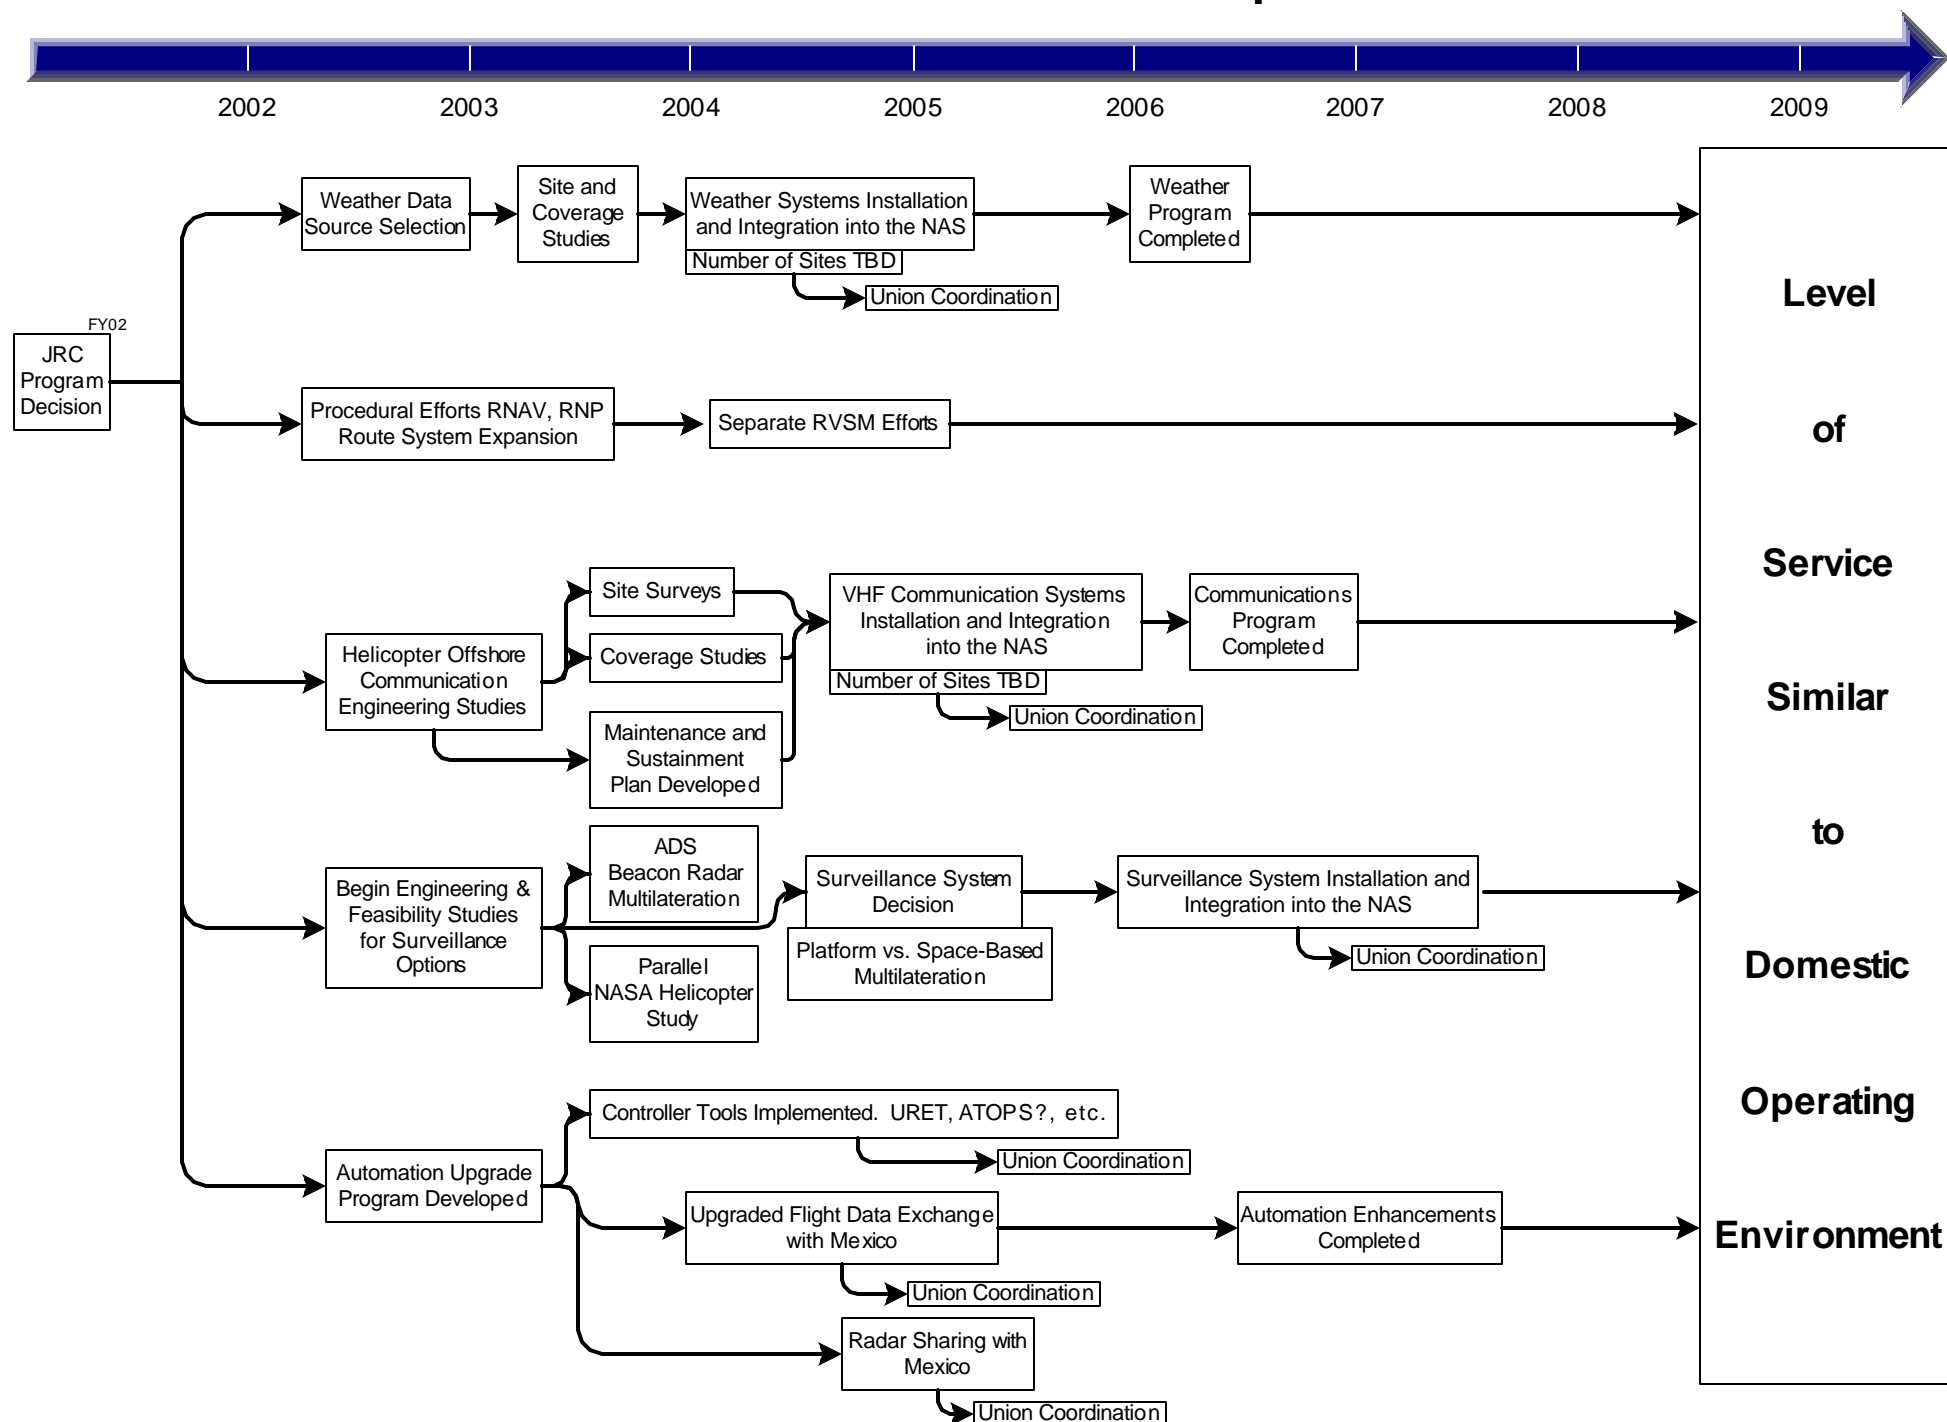 2002 2003 2004 2005 2006 2007 2008 2009
Weather Data
Source Selection
Site and
Coverage
Studies
Weather Systems Installation
and Integration into the NAS
Number of Sites TBD
Union Coordination
Weather
Program
Completed
FY02
JRC
Program
Decision
Procedural Efforts RNAV, RNP
Route System Expansion
Separate RVSM Efforts
Helicopter Offshore
Communication
Engineering Studies
Site Surveys
Coverage Studies
Maintenance and
Sustainment
Plan Developed
VHF Communication Systems
Installation and Integration
into the NAS
Number of Sites TBD
Union Coordination
Communications
Program
Completed
Begin Engineering &
Feasibility Studies
for Surveillance
Options
ADS
Beacon Radar
Multilateration
Parallel
NASA Helicopter
Study
Surveillance System
Decision
Platform vs. Space-Based
Multilateration
Surveillance System Installation and
Integration into the NAS
Union Coordination
Automation Upgrade
Program Developed
Controller Tools Implemented. URET, ATOPS?, etc.
Union Coordination
Upgraded Flight Data Exchange
with Mexico
Union Coordination
Automation Enhancements
Completed
Radar Sharing with
Mexico
Union Coordination
Level
of
Service
Similar
to
Domestic
Operating
Environment